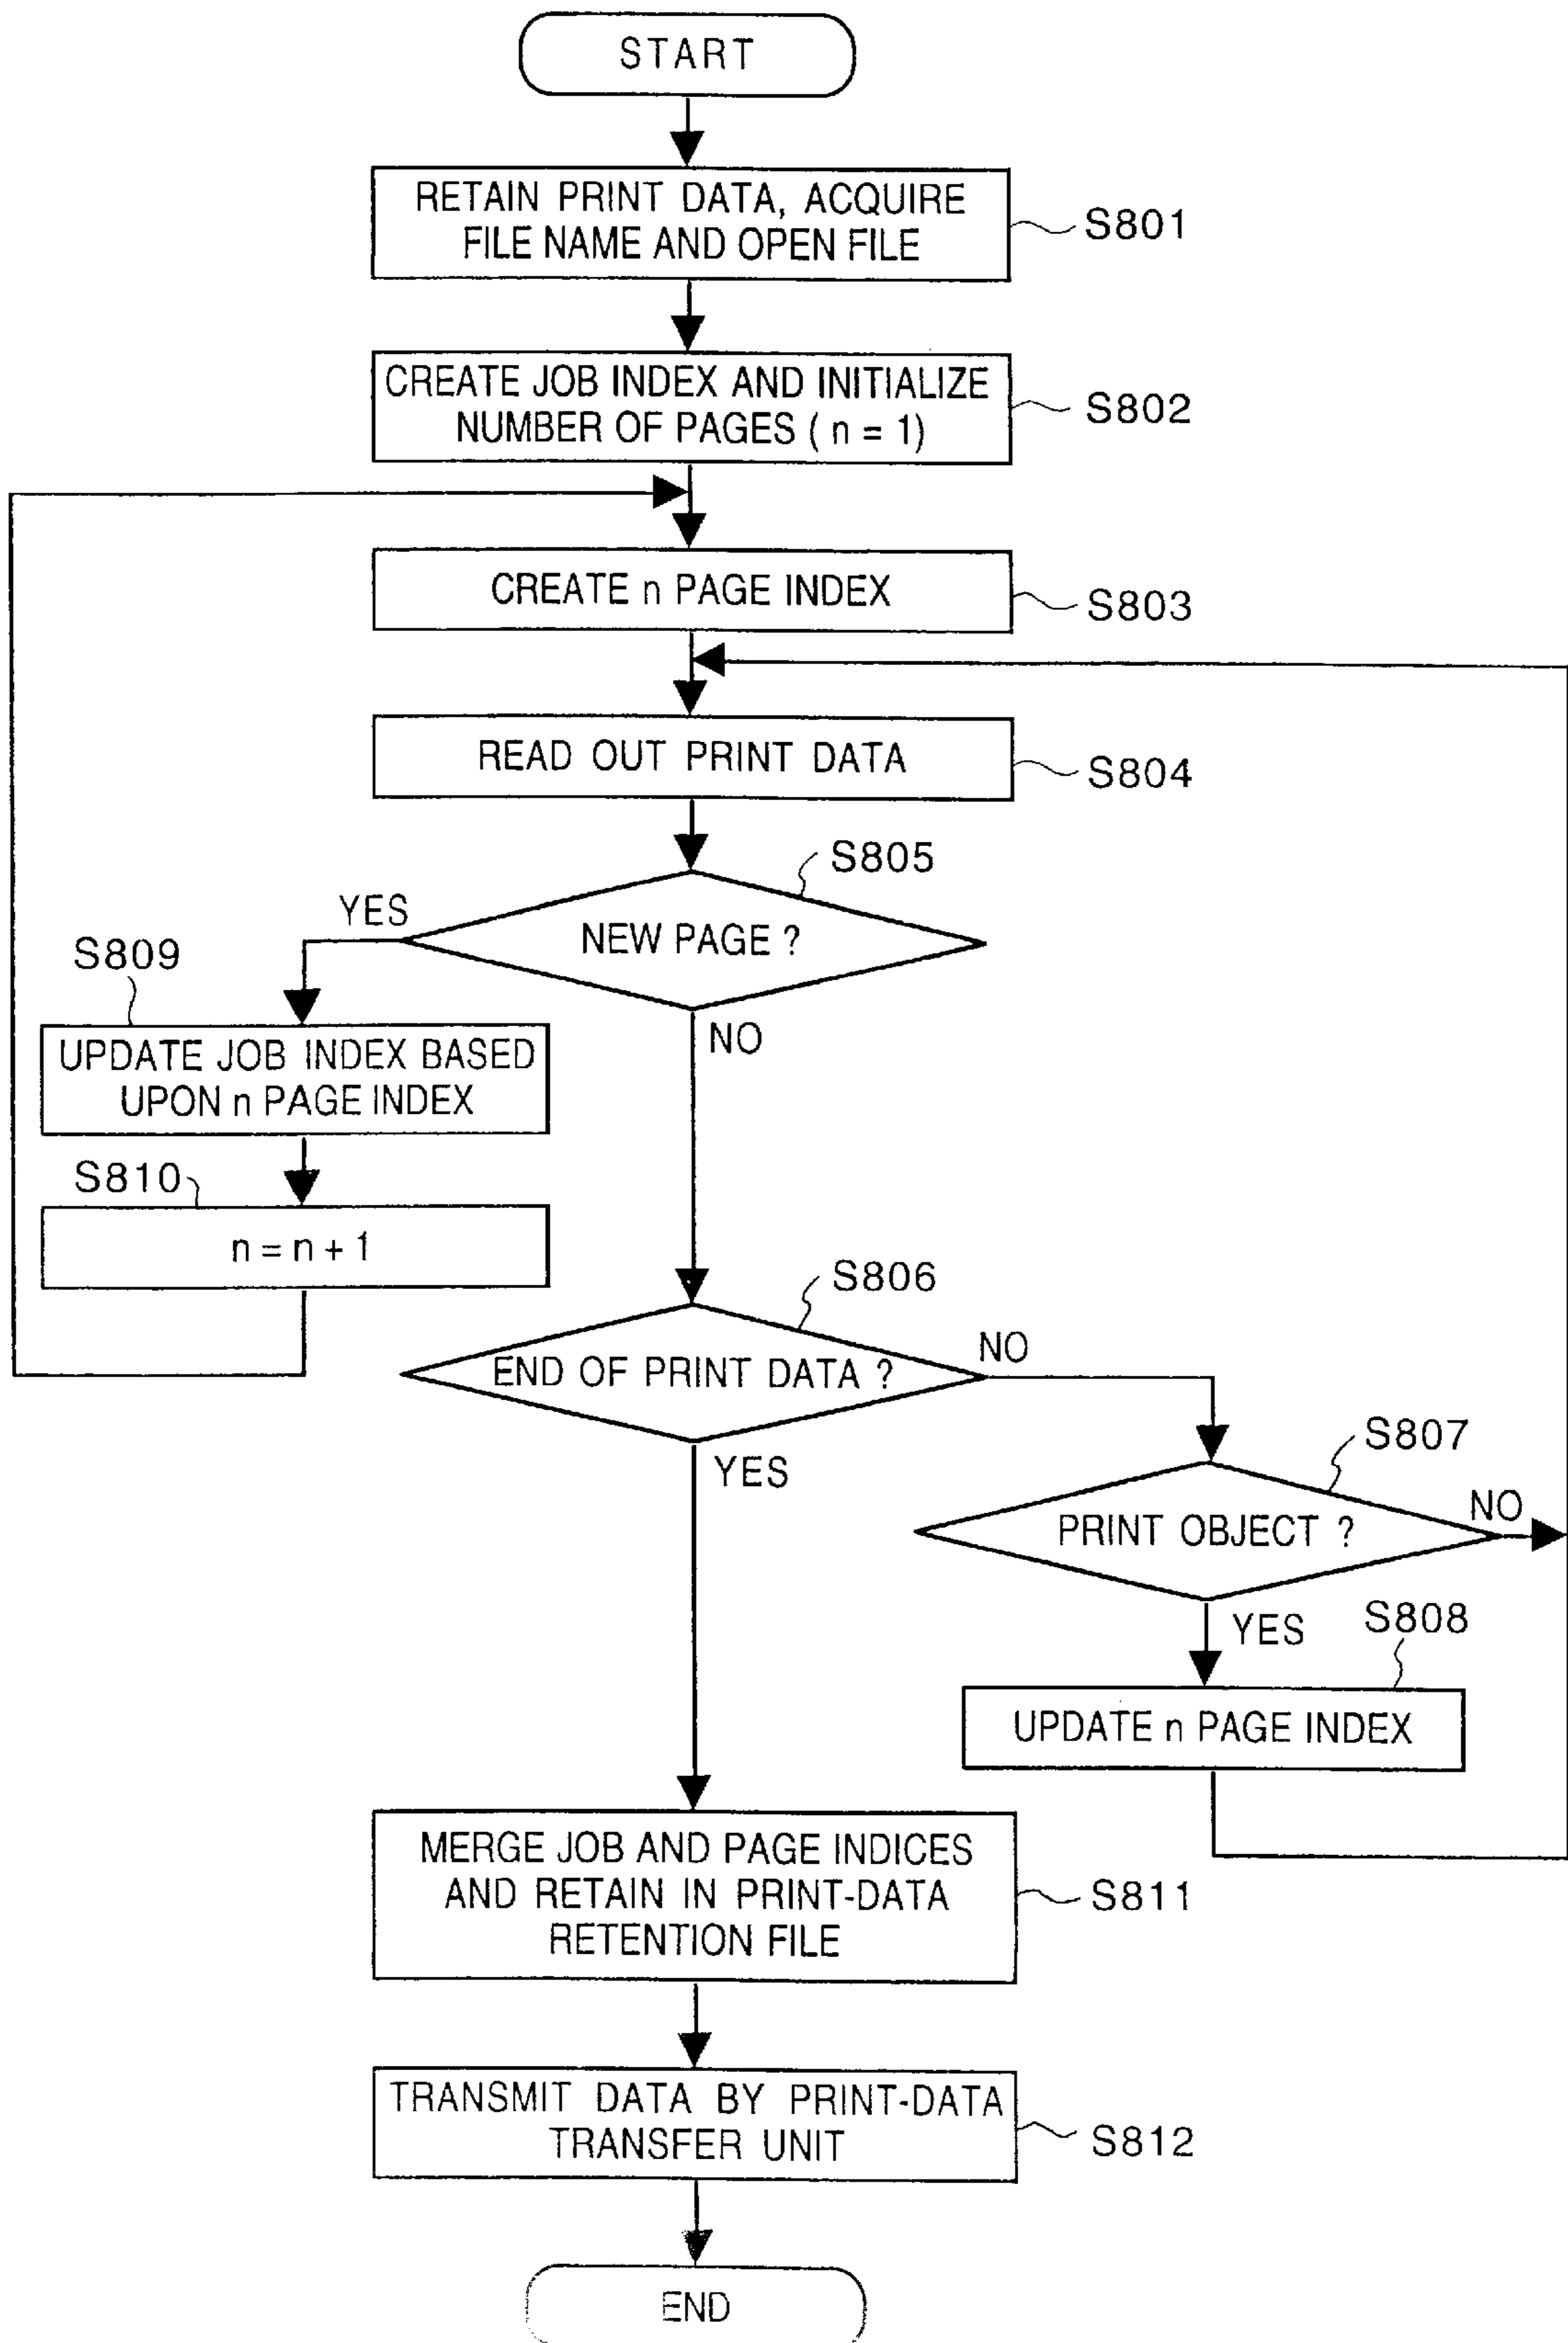 START
RETAIN PRINT DATA, ACQUIRE
FILE NAME AND OPEN FILE
S801
CREATE JOB INDEX AND INITIALIZE
NUMBER OF PAGES ( n = 1)
S802
CREATE n PAGE INDEX
S803
READ OUT PRINT DATA
S804
S805
YES
NEW PAGE ?
NO
S809
UPDATE JOB INDEX BASED
UPON n PAGE INDEX
S810
n = n + 1
S806
END OF PRINT DATA ?
NO
YES
S807
PRINT OBJECT ?
NO
YES
S808
UPDATE n PAGE INDEX
MERGE JOB AND PAGE INDICES
AND RETAIN IN PRINT-DATA
RETENTION FILE
S811
TRANSMIT DATA BY PRINT-DATA
TRANSFER UNIT
S812
END